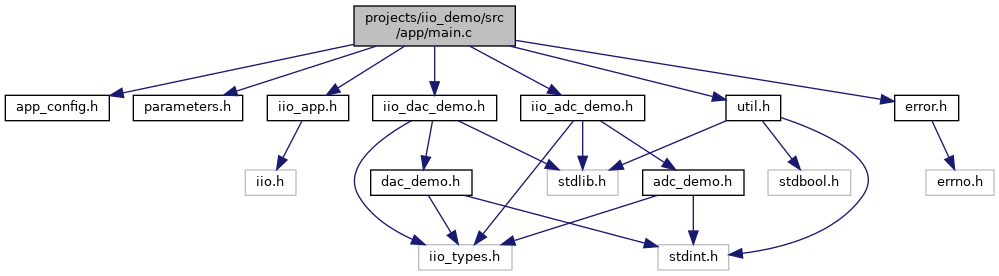 projects/iio_demo/src
/app/main.c
app_config.h
parameters.h
iio_app.h
iio_dac_demo.h
iio_adc_demo.h
util.h
error.h
iio.h
dac_demo.h
stdlib.h
adc_demo.h
stdbool.h
errno.h
iio_types.h
stdint.h